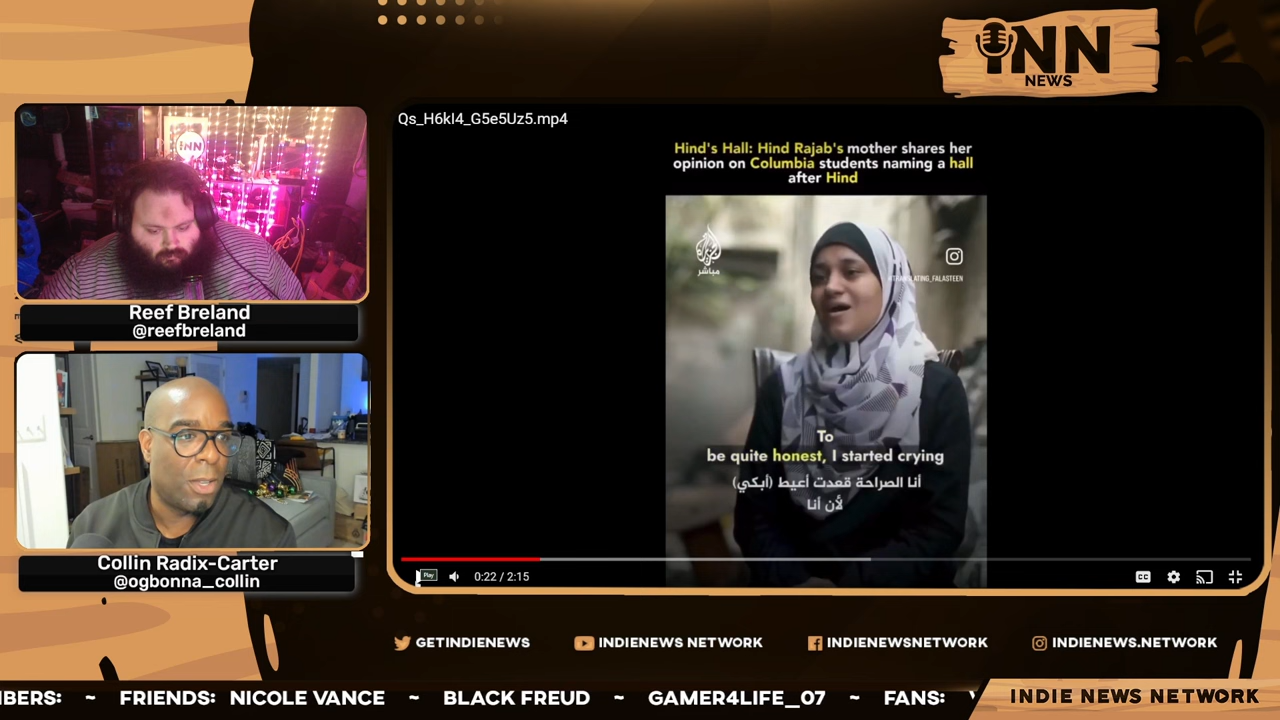 iNN
NEWS
Qs_H6kI4_G5e5Uz5.mp4
Hind's Hall: Hind Rajab's mother shares her
opinion on Columbia students naming a hall
after Hind
مباشر
To
be quite honest, I started crying
أنا الصراحة قعدت أعيط (أبكي)
لأن أنا
Play
0:22 / 2:15
CC
iNN
Reef Breland
@reefbreland
Collin Radix-Carter
@ogbonna_collin
GETINDIENEWS
INDIENEWS NETWORK
INDIENEWSNETWORK
INDIENEWS.NETWORK
~ FRIENDS: NICOLE VANCE ~ BLACK FREUD ~ GAMER4LIFE_07 ~ FANS:
INDIE NEWS NETWORK